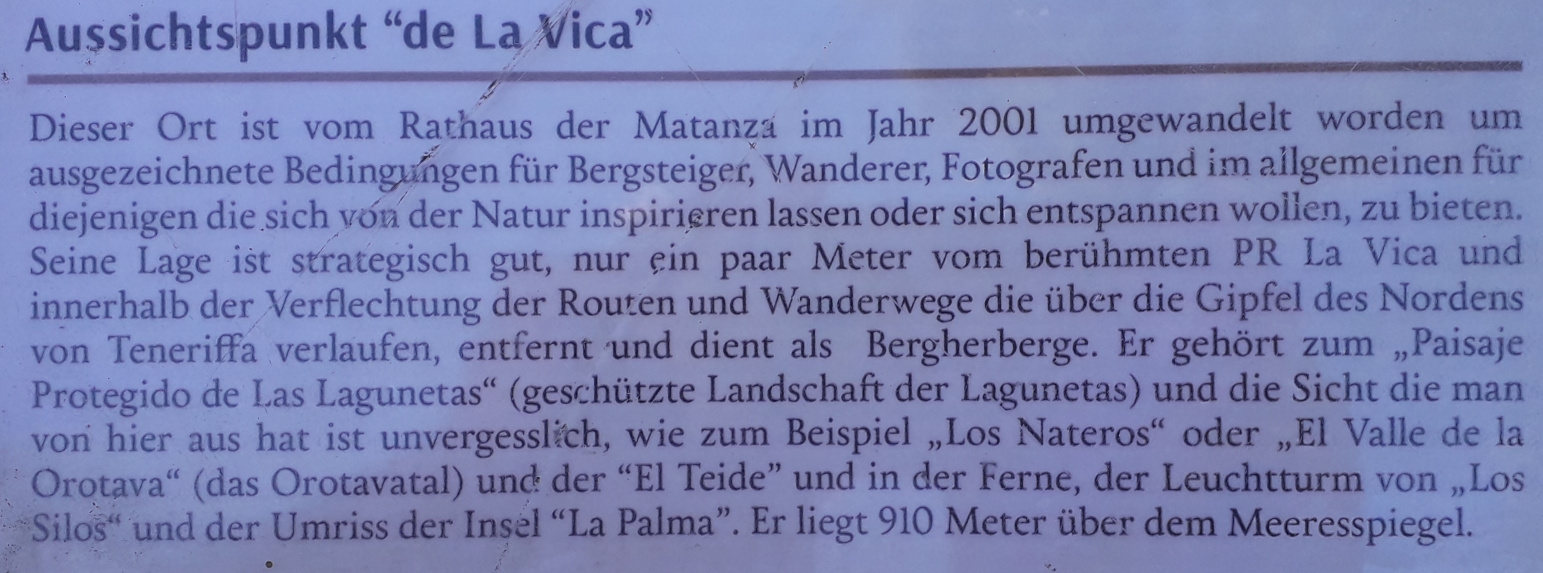 Aussichtspunkt “de La Vica”
Dieser Ort ist vom Rathaus der Matanza im Jahr 2001 umgewandelt worden um
ausgezeichnete Bedingungen für Bergsteiger, Wanderer, Fotografen und im allgemeinen für
diejenigen die sich von der Natur inspirieren lassen oder sich entspannen wollen, zu bieten.
Seine Lage ist strategisch gut, nur ein paar Meter vom berühmten PR La Vica und
innerhalb der Verflechtung der Routen und Wanderwege die über die Gipfel des Nordens
von Teneriffa verlaufen, entfernt und dient als Bergherberge. Er gehört zum „Paisaje
Protegido de Las Lagunetas“ (geschützte Landschaft der Lagunetas) und die Sicht die man
von hier aus hat ist unvergesslich, wie zum Beispiel „Los Nateros“ oder „El Valle de la
Orotava“ (das Orotavatal) und der “El Teide” und in der Ferne, der Leuchtturm von „Los
Silos“ und der Umriss der Insel “La Palma”. Er liegt 910 Meter über dem Meeresspiegel.